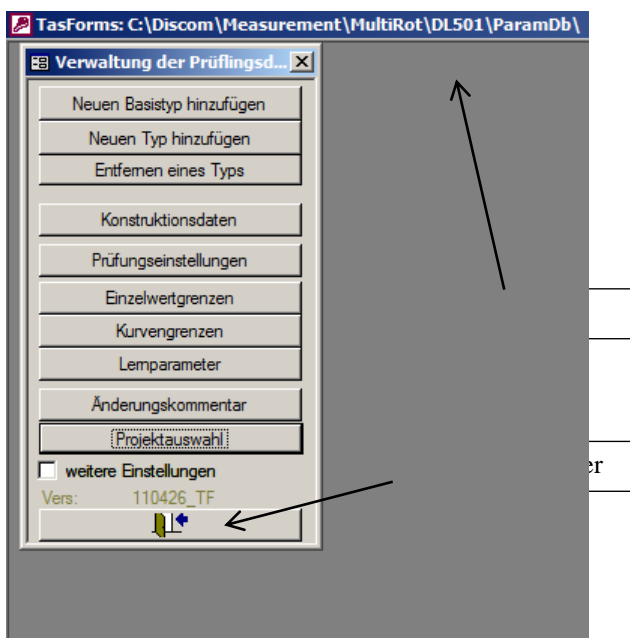 TasForms: C:\Discom\Measurement\MultiRot\DL501\ParamDb\
Verwaltung der Prüflingsd...
Neuen Basistyp hinzufügen
Neuen Typ hinzufügen
Entfernen eines Typs
Konstruktionsdaten
Prüfungseinstellungen
Einzelwertgrenzen
Kurvengrenzen
Lernparameter
Änderungskommentar
Projektauswahl
weitere Einstellungen
er
Vers: 110426_TF